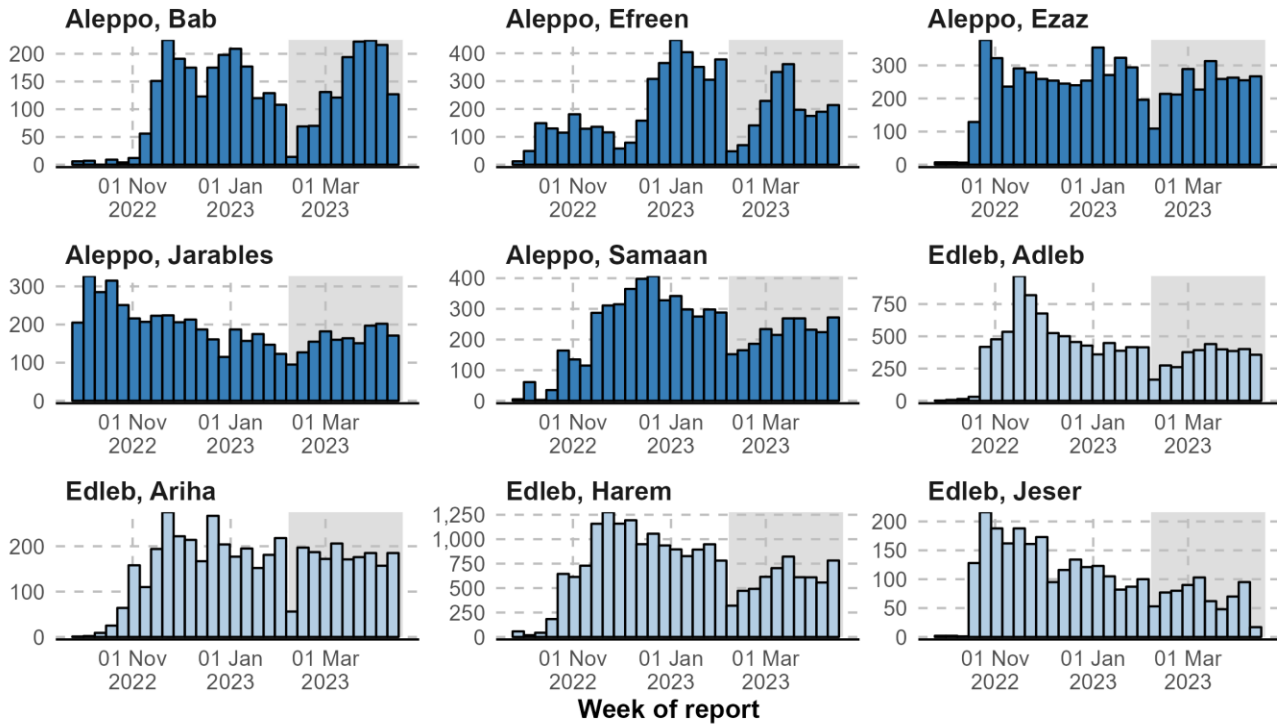 Aleppo, Bab
200
150
100
50
0
01 Nov
2022
01 Jan
2023
01 Mar
2023
Aleppo, Efreen
400
300
200
100
0
01 Nov
2022
01 Jan
2023
01 Mar
2023
Aleppo, Ezaz
300
200
100
0
01 Nov
2022
01 Jan
2023
01 Mar
2023
Aleppo, Jarables
300
200
100
0
01 Nov
2022
01 Jan
2023
01 Mar
2023
Aleppo, Samaan
400
300
200
100
0
01 Nov
2022
01 Jan
2023
01 Mar
2023
Edleb, Adleb
750
500
250
0
01 Nov
2022
01 Jan
2023
01 Mar
2023
Edleb, Ariha
200
100
0
01 Nov
2022
01 Jan
2023
01 Mar
2023
Edleb, Harem
1,250
1,000
750
500
250
0
01 Nov
2022
01 Jan
2023
01 Mar
2023
Edleb, Jeser
200
150
100
50
0
01 Nov
2022
01 Jan
2023
01 Mar
2023
Week of report